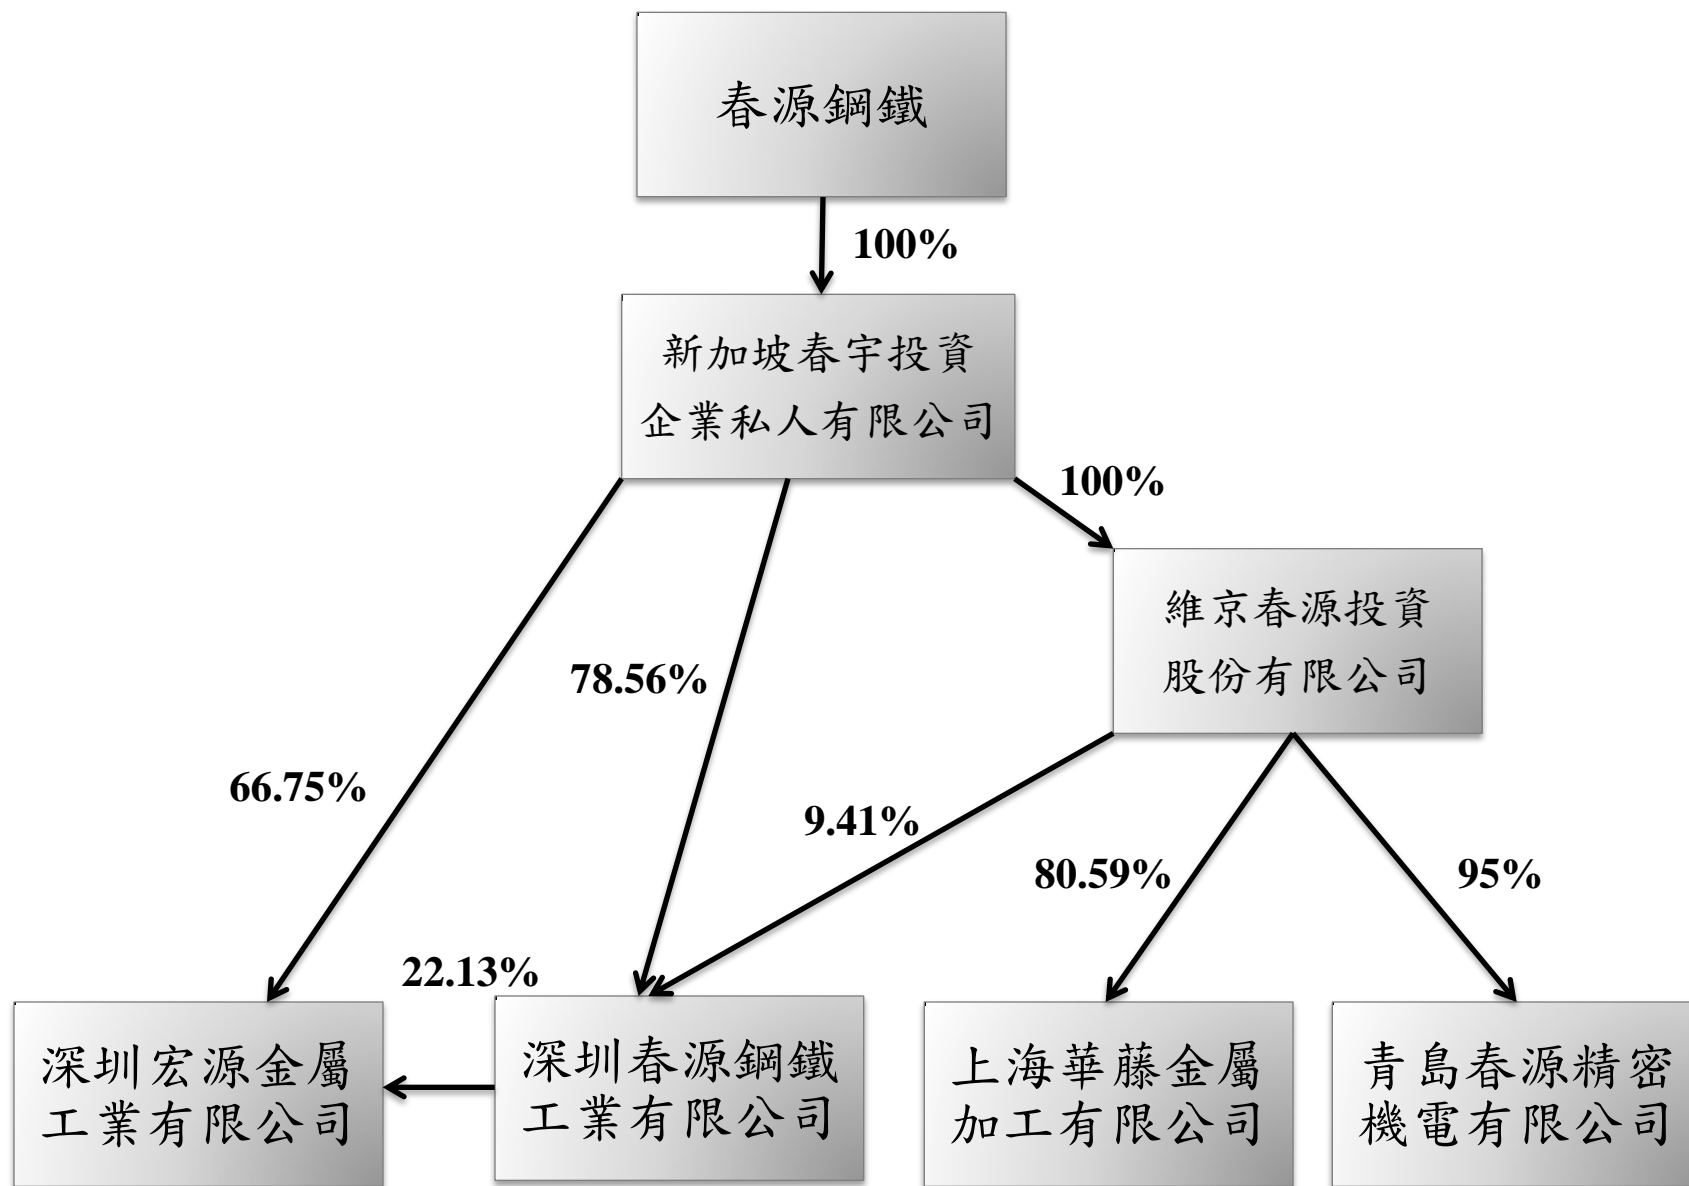 春源鋼鐵
100%
新加坡春宇投資
企業私人有限公司
100%
維京春源投資
股份有限公司
78.56%
66.75%
9.41%
80.59%
95%
22.13%
深圳宏源金屬
工業有限公司
深圳春源鋼鐵
工業有限公司
上海華藤金屬
加工有限公司
青島春源精密
機電有限公司